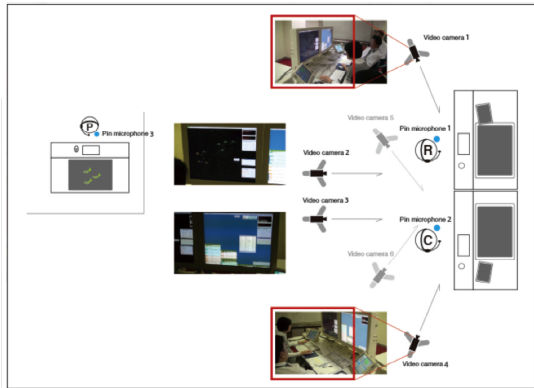 Video camera 1
P
Pin microphone 3
Video camera 5
Pin microphone 1
R
Video camera 2
Video camera 3
Pin microphone 2
C
Video camera 6
Video camera 4